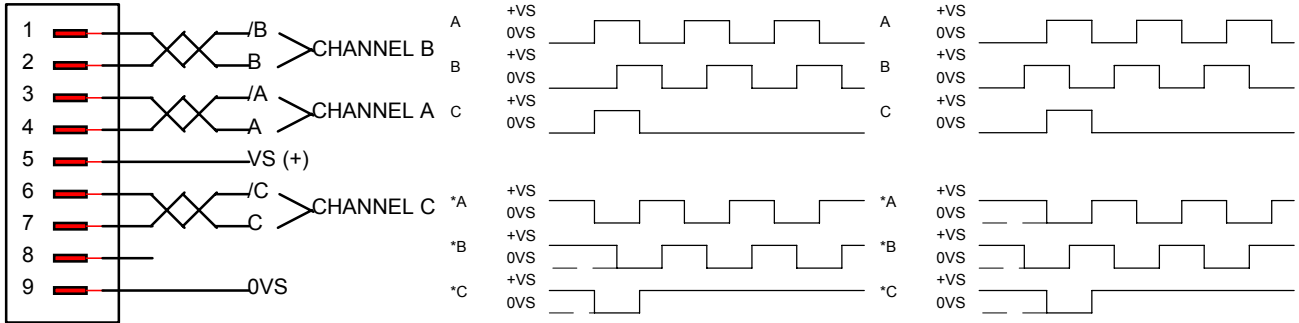 1 /B
2 B CHANNEL B
3 /A
4 A CHANNEL A
5 VS (+)
6 /C
7 C CHANNEL C
8
9 0VS
A +VS 0VS
B +VS 0VS
C +VS 0VS
*A +VS 0VS
*B +VS 0VS
*C +VS 0VS
A +VS 0VS
B +VS 0VS
C +VS 0VS
*A +VS 0VS
*B +VS 0VS
*C +VS 0VS